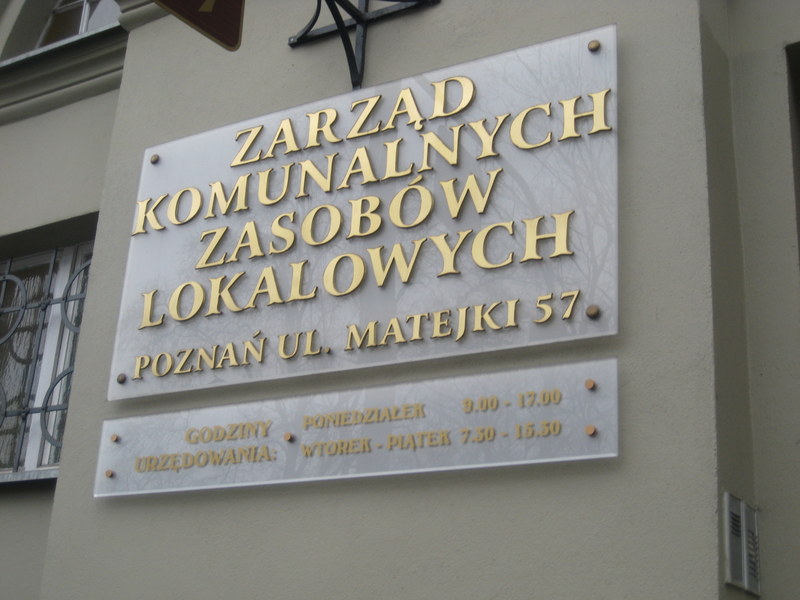 ZARZĄD
KOMUNALNYCH
ZASOBÓW
LOKALOWYCH
POZNAŃ UL. MATEJKI 57
GODZINY URZĘDOWANIA:
PONIEDZIAŁEK 9.00 - 17.00
WTOREK - PIĄTEK 7.30 - 15.30